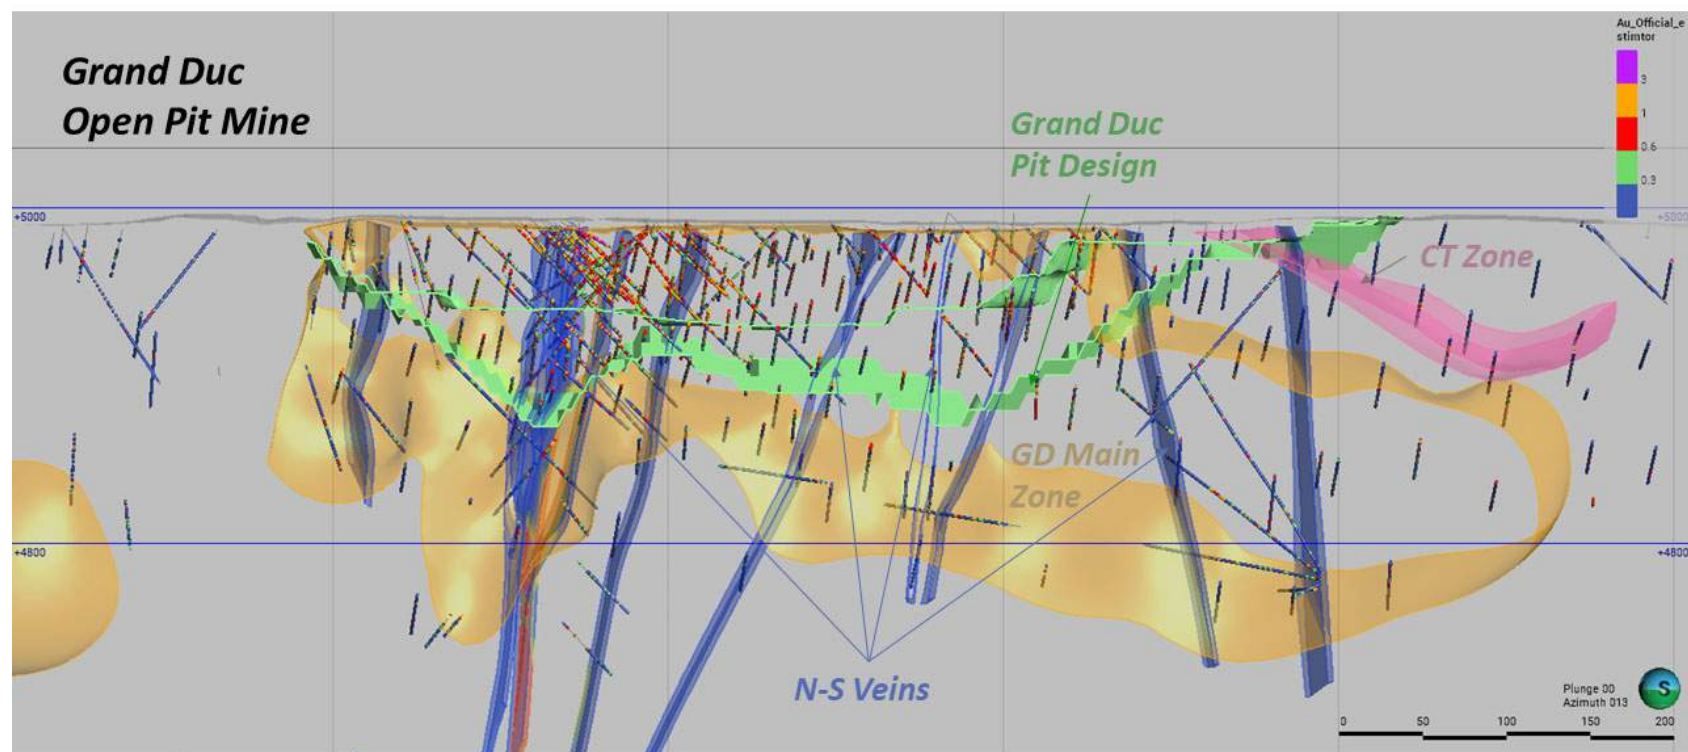 Grand Duc
Open Pit Mine
Au_Official_e
stimtor
3
1
0.6
0.3
Grand Duc
Pit Design
+5000
+5000
CT Zone
GD Main
Zone
+4800
+4800
N-S Veins
Plunge 00
Azimuth 013
S
0 50 100 150 200